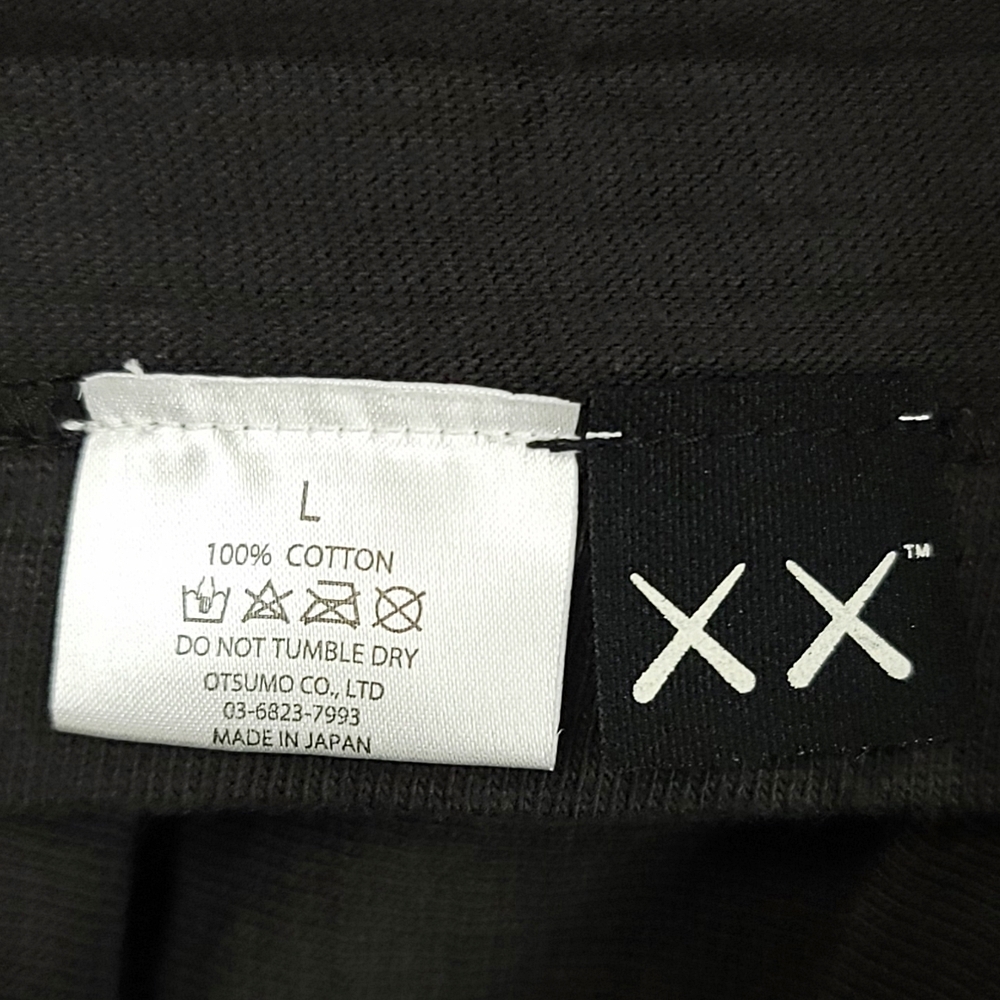 L
100% COTTON
DO NOT TUMBLE DRY
OTSUMO CO., LTD
03-6823-7993
MADE IN JAPAN
XX™